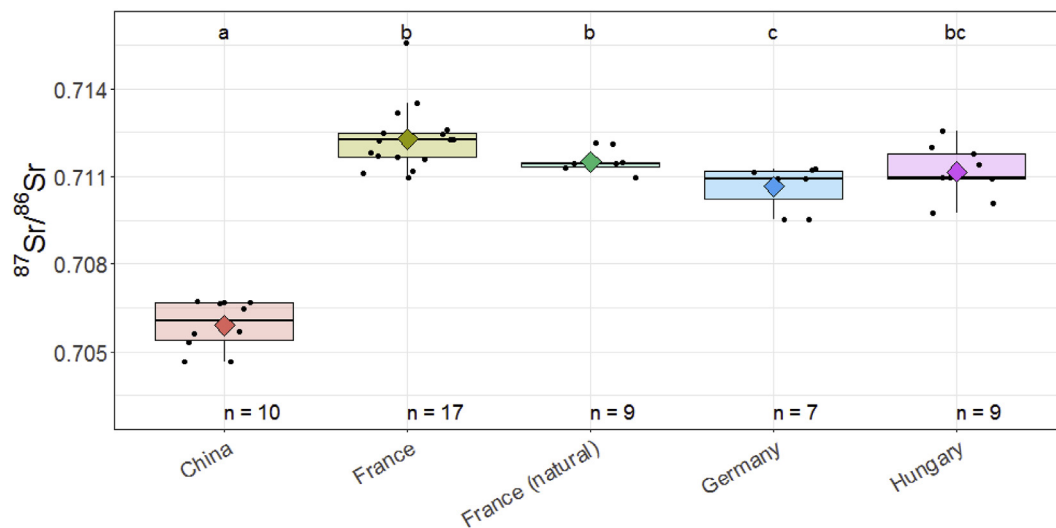 a b b c bc
0.714
0.711
0.708
0.705
⁸⁷Sr/⁸⁶Sr
n = 10 n = 17 n = 9 n = 7 n = 9
China France France (natural) Germany Hungary